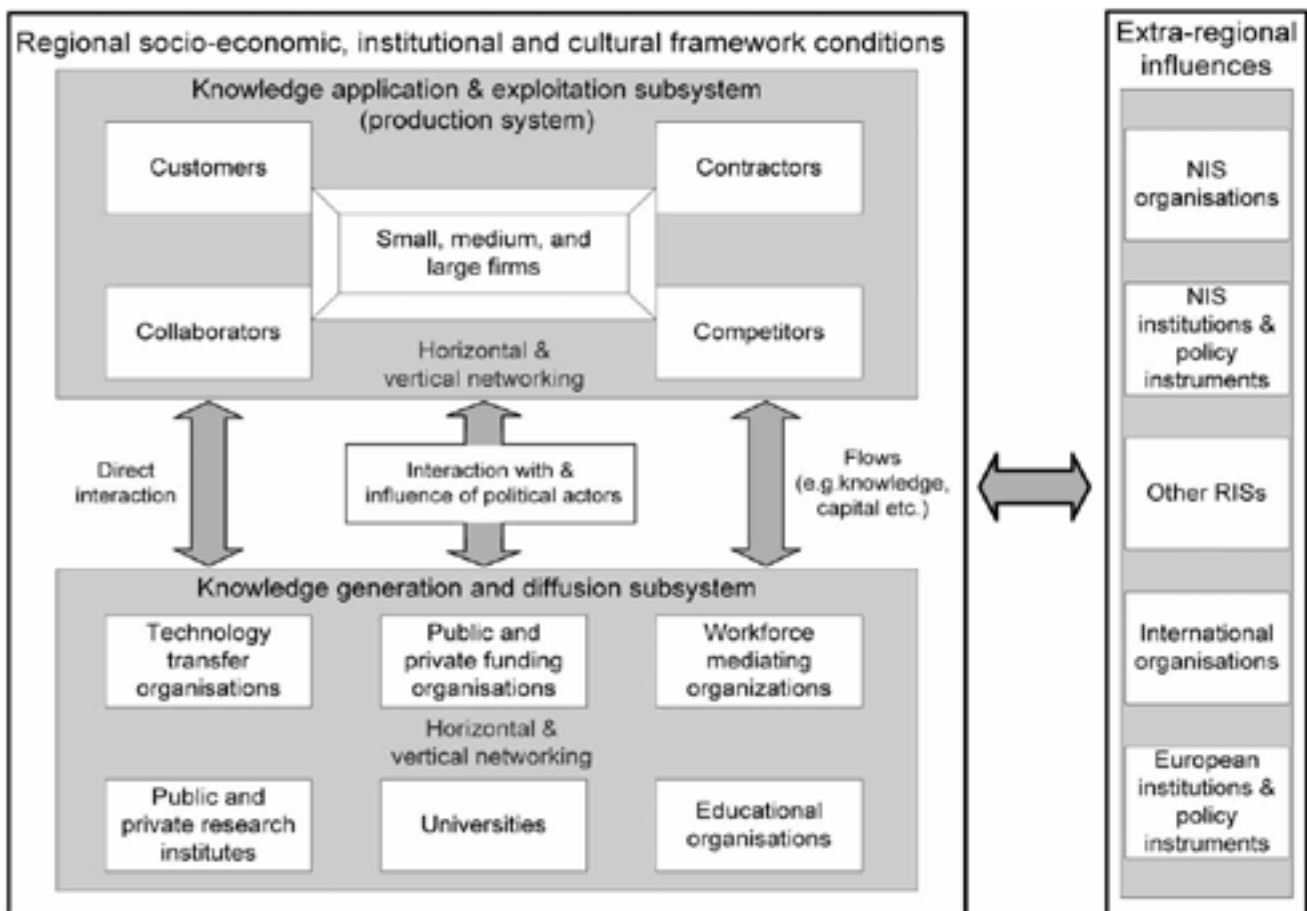 Regional socio-economic, institutional and cultural framework conditions
Knowledge application & exploitation subsystem
(production system)
Customers
Contractors
Small, medium, and
large firms
Collaborators
Competitors
Horizontal &
vertical networking
Direct
interaction
Interaction with &
influence of political actors
Flows
(e.g.knowledge,
capital etc.)
Knowledge generation and diffusion subsystem
Technology
transfer
organisations
Public and
private funding
organisations
Workforce
mediating
organizations
Horizontal &
vertical networking
Public and
private research
institutes
Universities
Educational
organisations
Extra-regional
influences
NIS
organisations
NIS
institutions &
policy
instruments
Other RISs
International
organisations
European
institutions &
policy
instruments